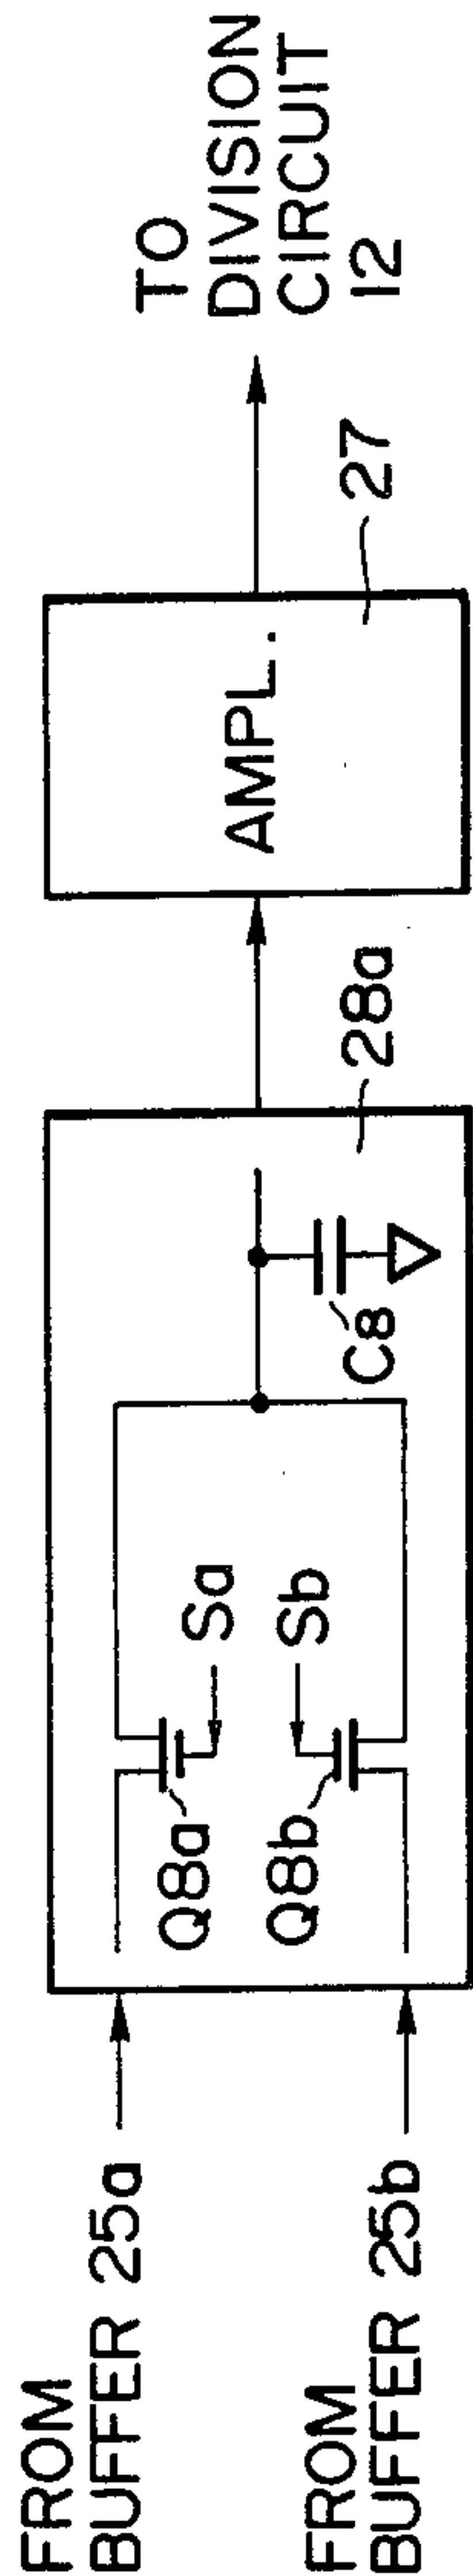 FROM
BUFFER 25a
FROM
BUFFER 25b
Q8a
Sa
Q8b
Sb
C8
28a
AMPL.
27
TO
DIVISION
CIRCUIT
12